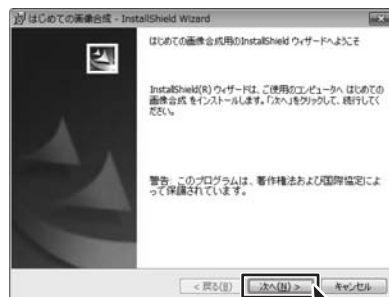 はじめての画像合成 - InstallShield Wizard
はじめての画像合成用のInstallShield ウィザードへようこそ
InstallShield(R) ウィザードは、ご使用のコンピュータへ はじめての
画像合成 をインストールします。「次へ」をクリックして、続行してく
ださい。
警告: このプログラムは、著作権法および国際協定によ
って保護されています。
< 戻る(B)
次へ(N) >
キャンセル